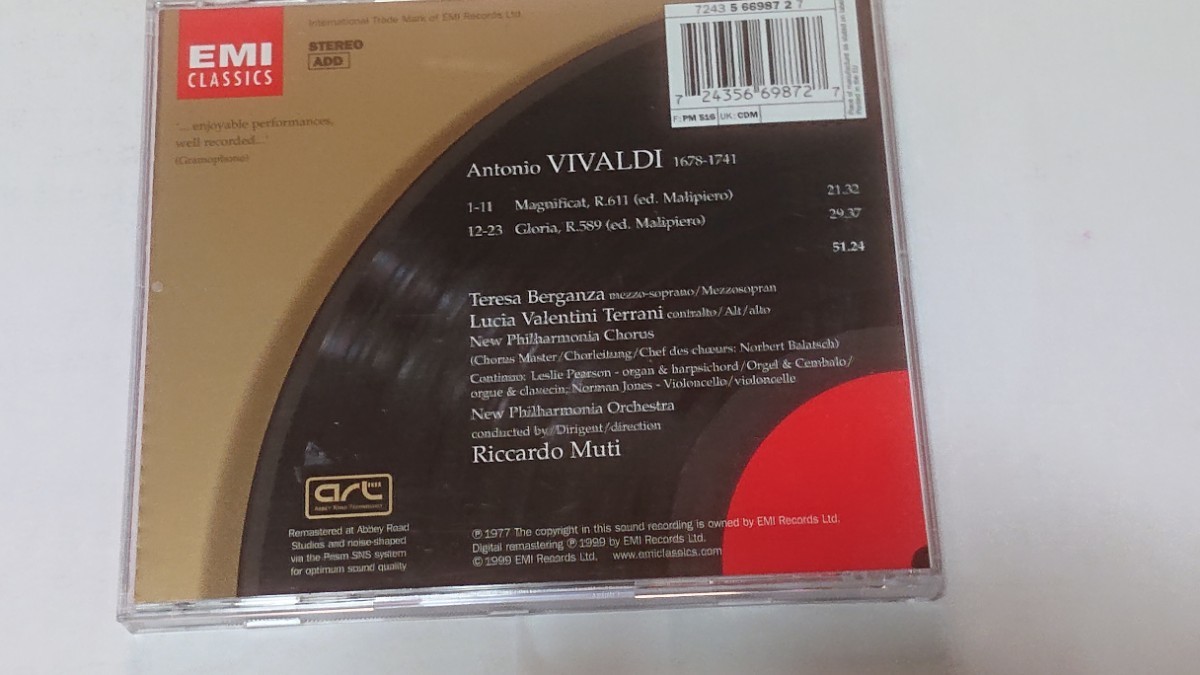 International Trade Mark of EMI Records Ltd.
EMI
CLASSICS
STEREO
ADD
'... enjoyable performances,
well recorded...'
(Gramophone)
7243 5 66987 2 7
7 24356 69872 7
F: PM 516 UK: CDM
Printed in the EU
Antonio VIVALDI 1678-1741
1-11 Magnificat, R.611 (ed. Malipiero) 21.32
12-23 Gloria, R.589 (ed. Malipiero) 29.37
51.24
Teresa Berganza mezzo-soprano/Mezzosopran
Lucia Valentini Terrani contralto/Alt/alto
New Philharmonia Chorus
(Chorus Master/Chorleitung/Chef des chœurs: Norbert Balatsch)
Continuo: Leslie Pearson - organ & harpsichord/Orgel & Cembalo/
orgue & clavecin; Norman Jones - Violoncello/violoncelle
New Philharmonia Orchestra
conducted by/Dirigent/direction
Riccardo Muti
art
ABBEY ROAD TECHNOLOGY
Remastered at Abbey Road
Studios and noise-shaped
via the Prism SNS system
for optimum sound quality
℗ 1977 The copyright in this sound recording is owned by EMI Records Ltd.
Digital remastering ℗ 1999 by EMI Records Ltd.
© 1999 EMI Records Ltd. www.emiclassics.com